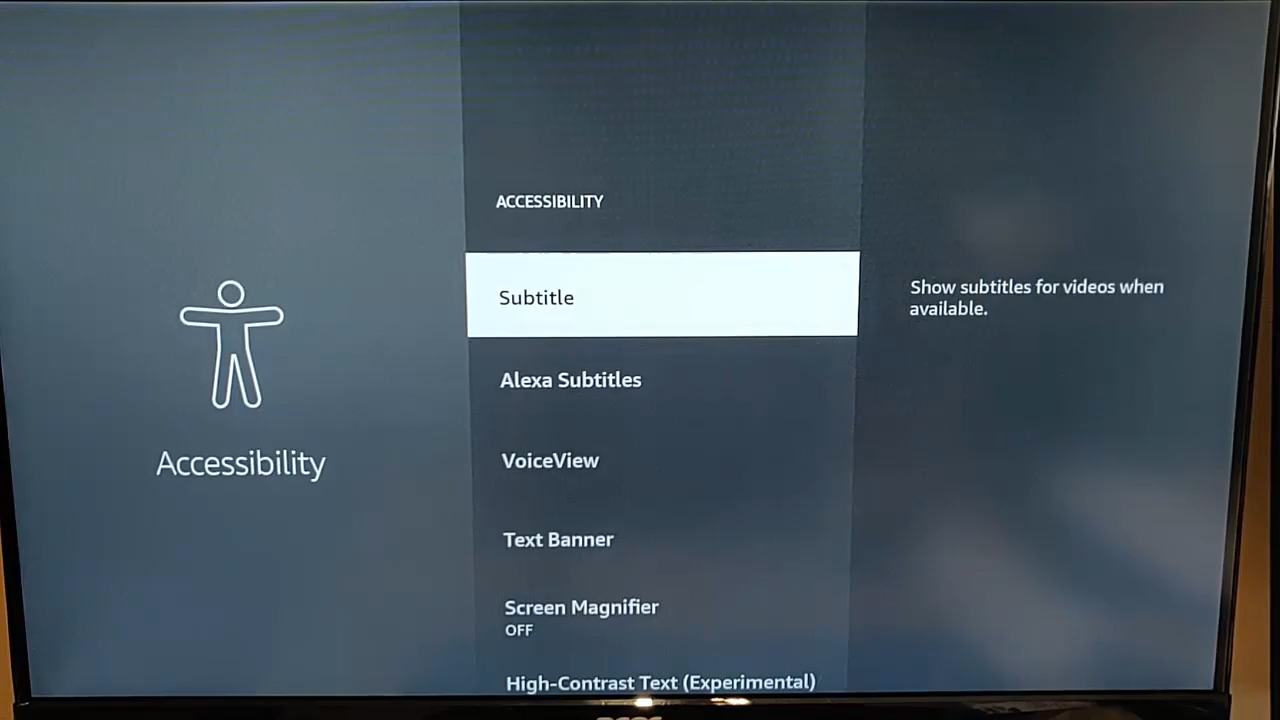 ACCESSIBILITY
Subtitle
Show subtitles for videos when
available.
Alexa Subtitles
VoiceView
Accessibility
Text Banner
Screen Magnifier
OFF
High-Contrast Text (Experimental)